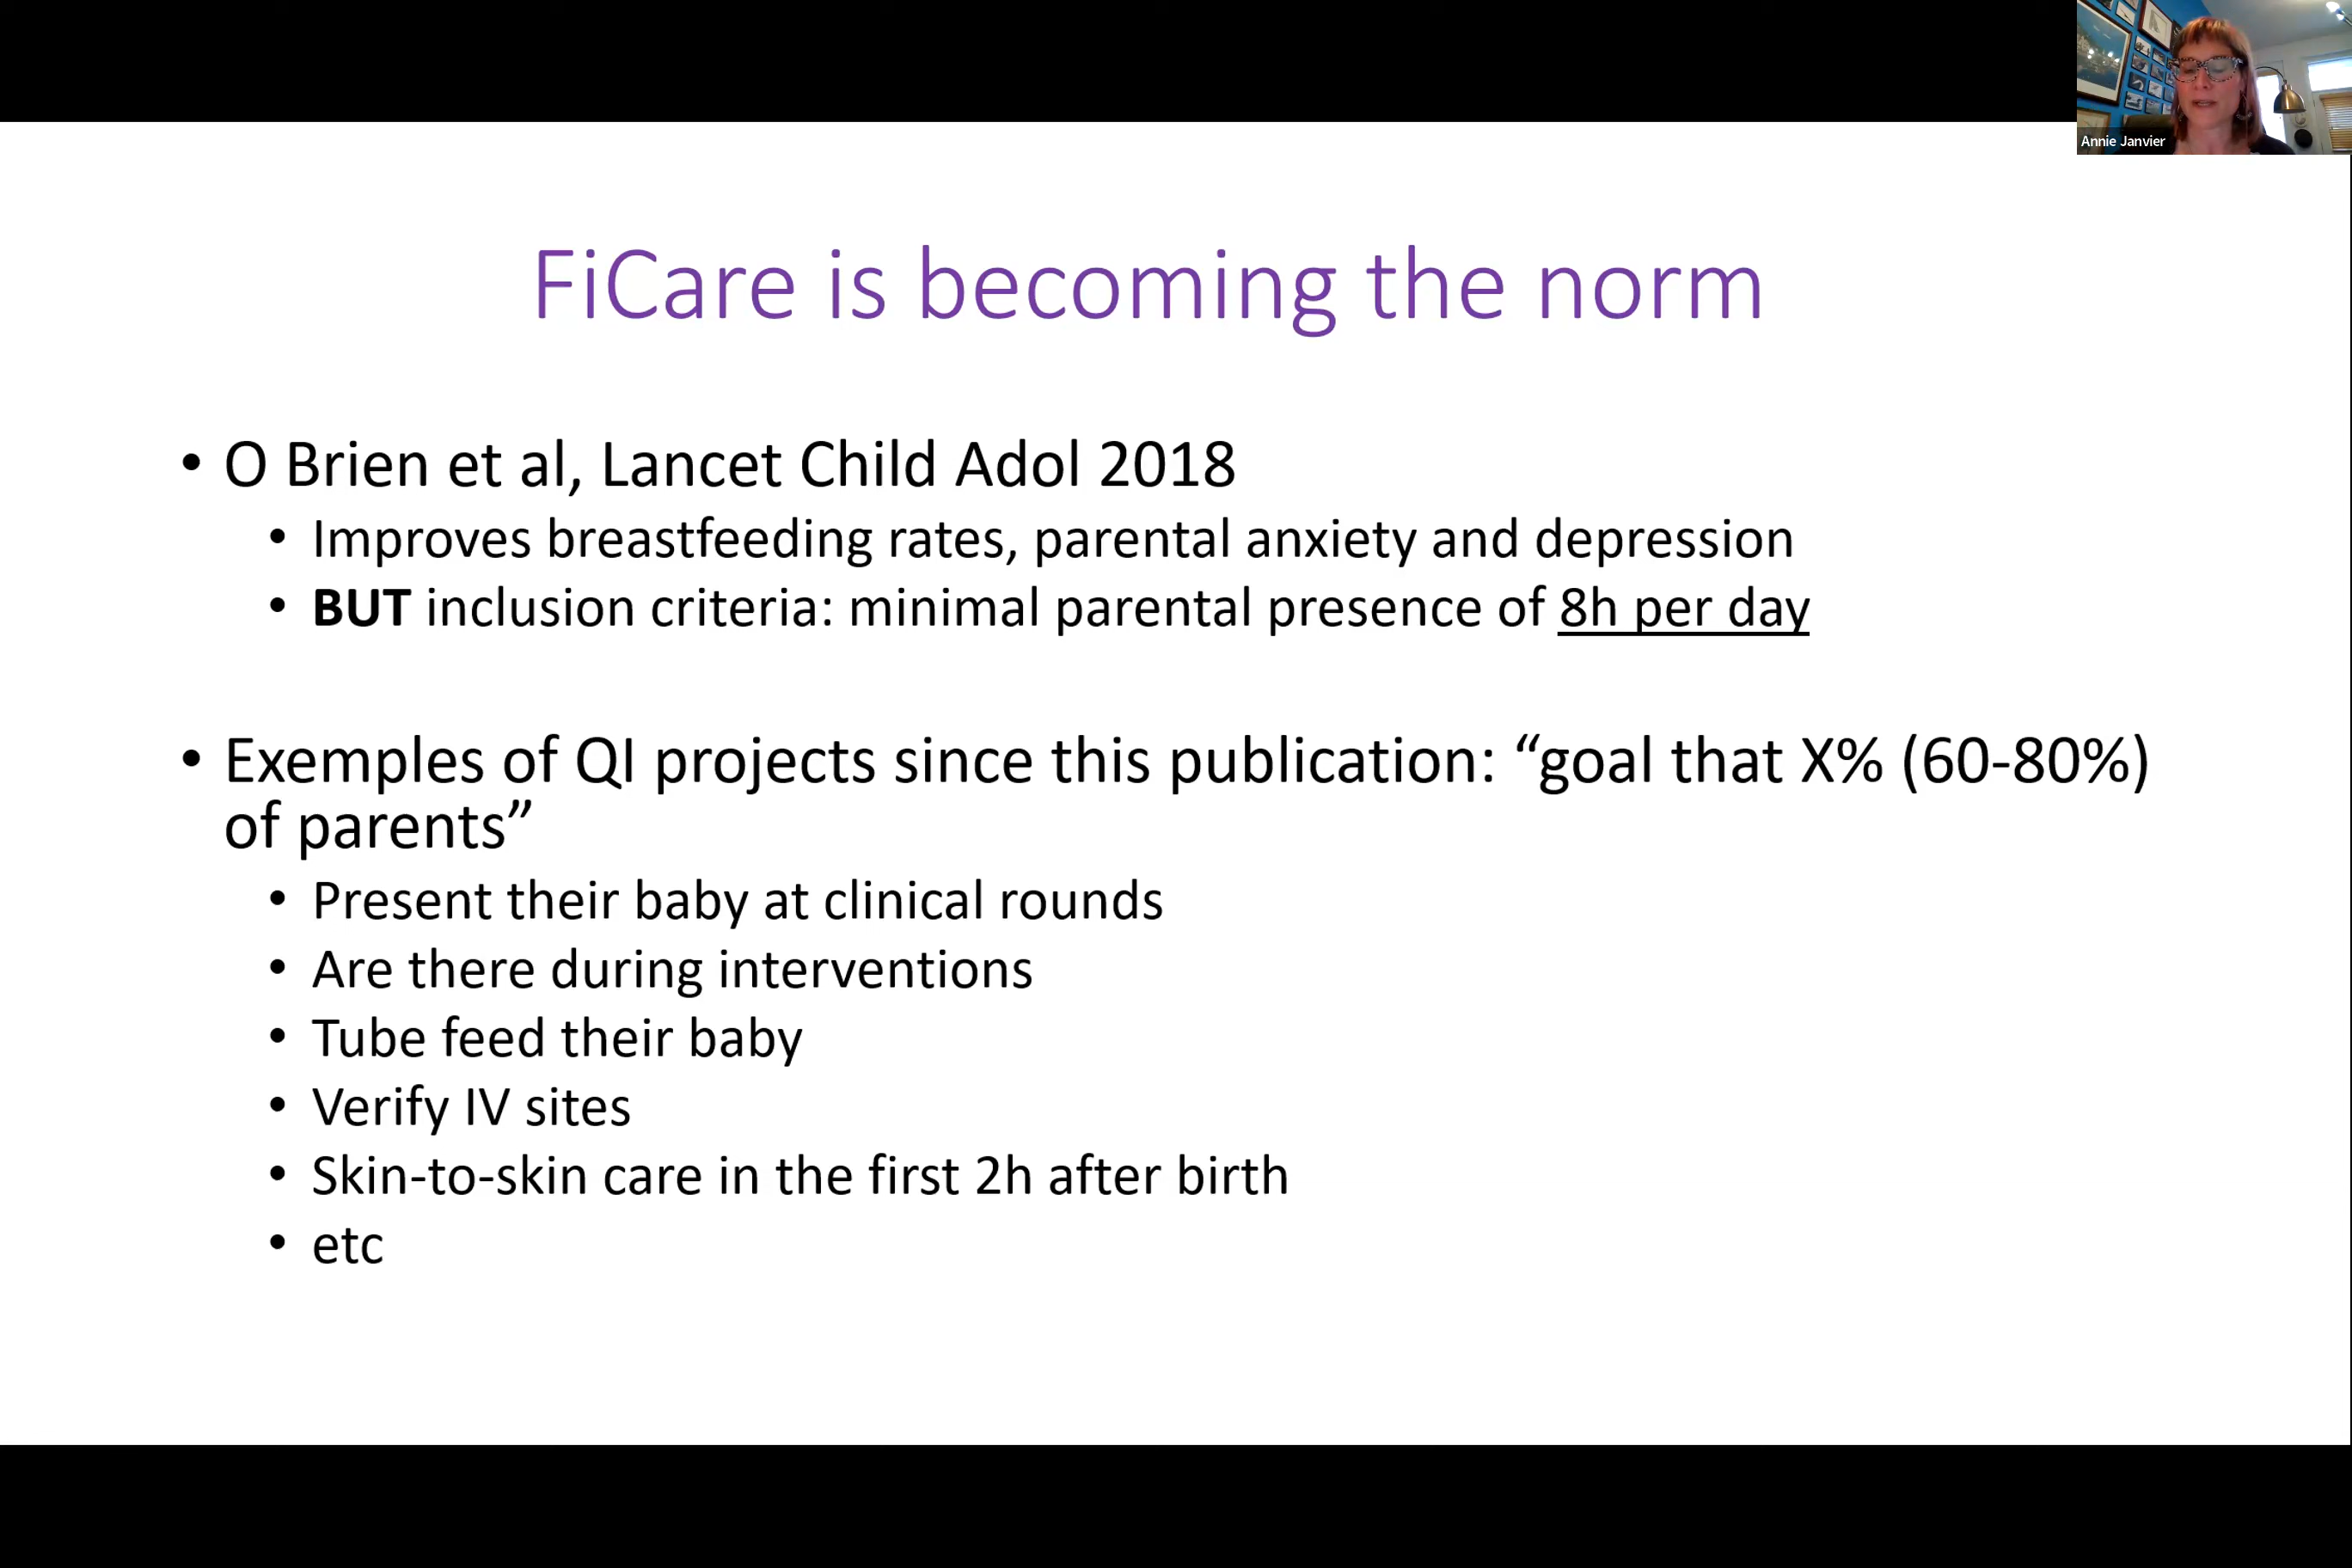 Annie Janvier
FiCare is becoming the norm
• O Brien et al, Lancet Child Adol 2018
• Improves breastfeeding rates, parental anxiety and depression
• BUT inclusion criteria: minimal parental presence of 8h per day
• Exemples of QI projects since this publication: “goal that X% (60-80%)
of parents”
• Present their baby at clinical rounds
• Are there during interventions
• Tube feed their baby
• Verify IV sites
• Skin-to-skin care in the first 2h after birth
• etc